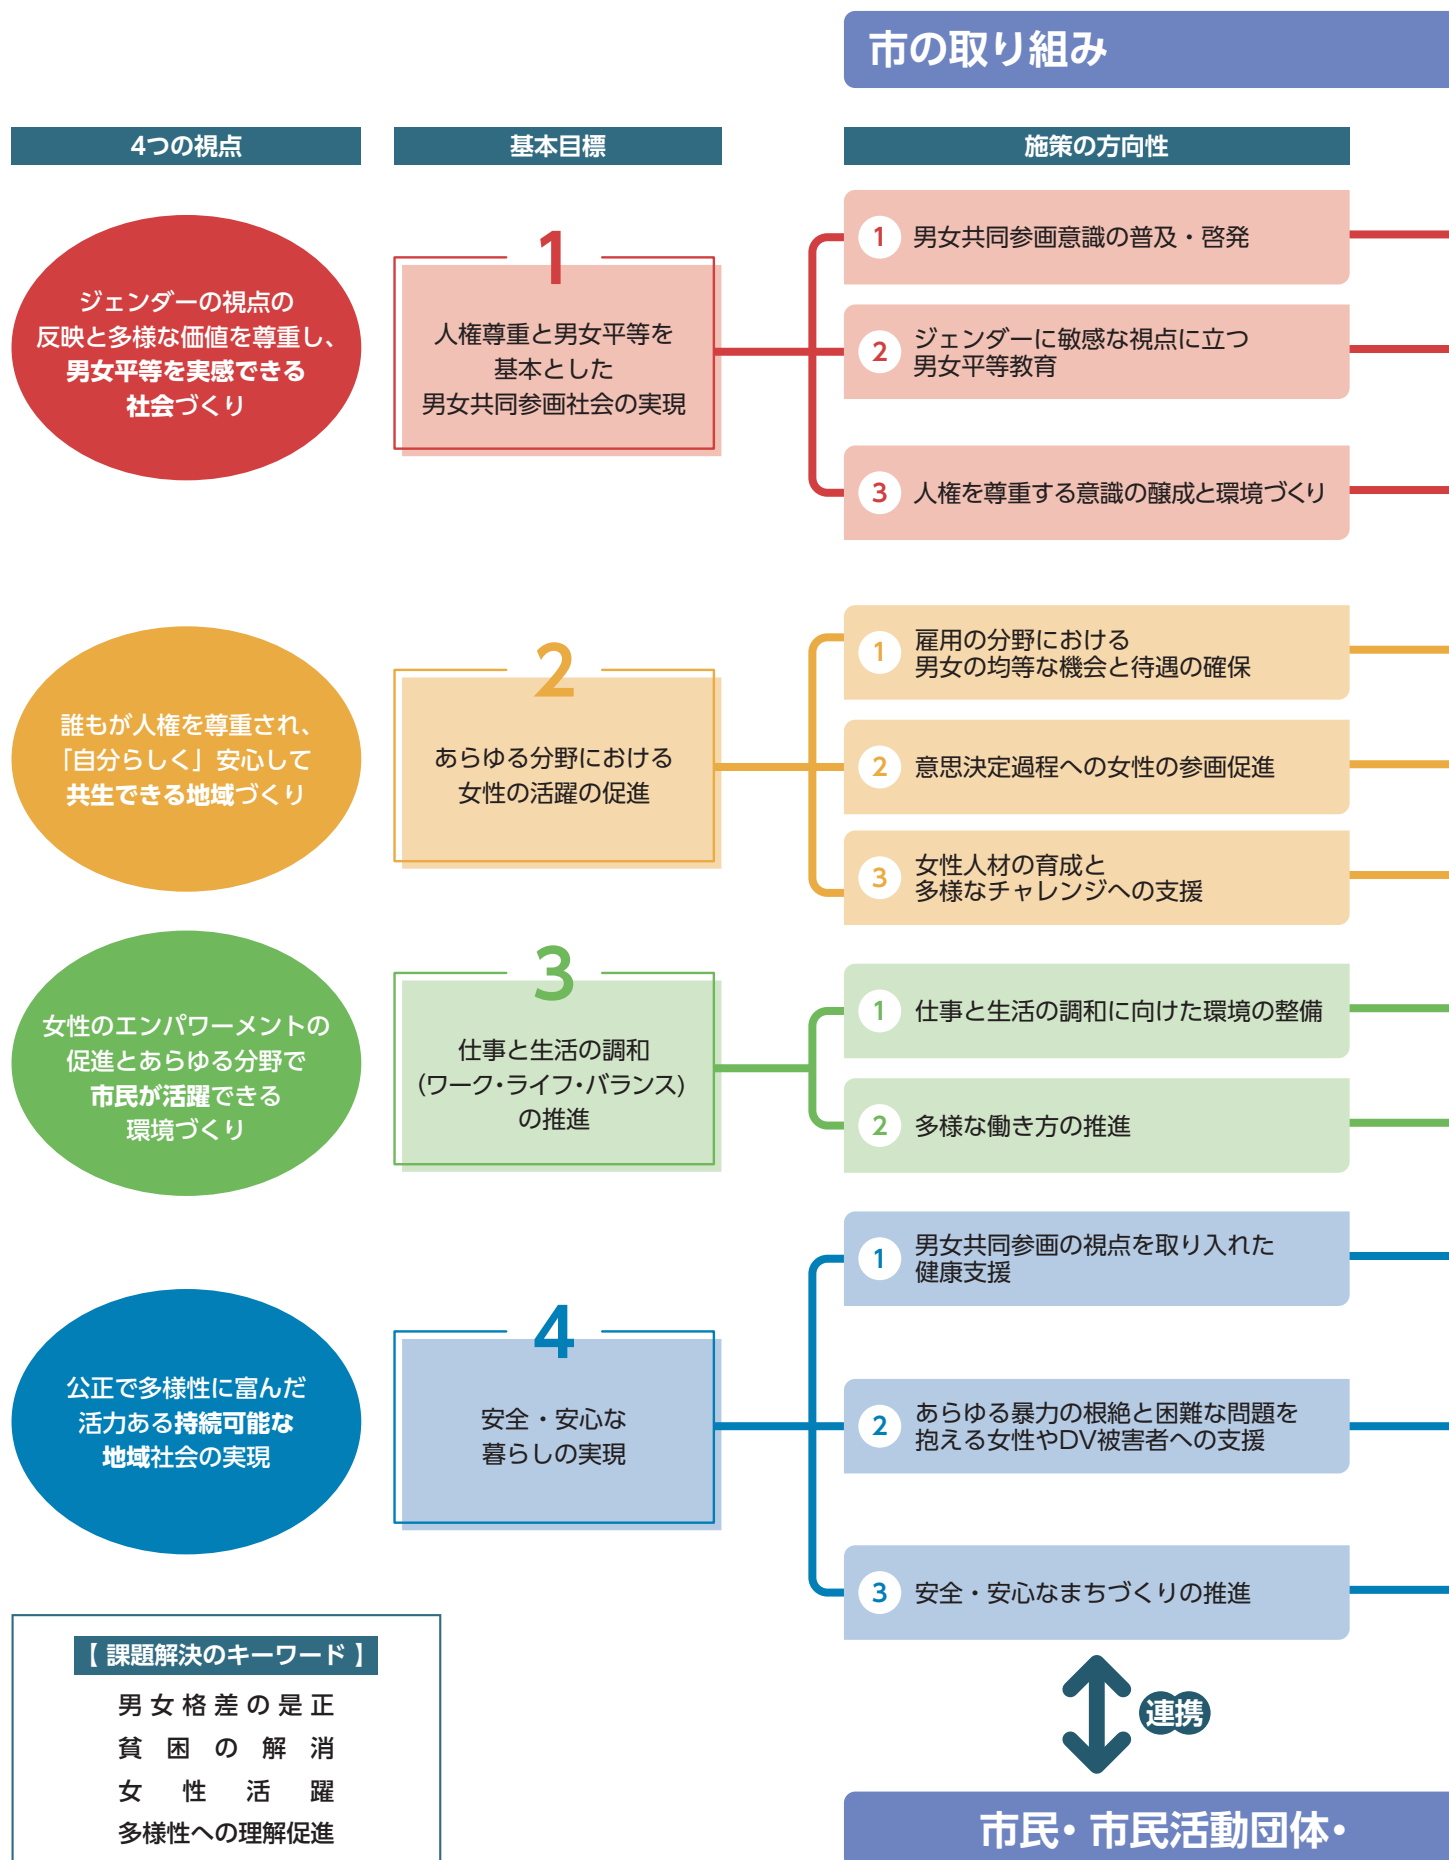 市の取り組み
4つの視点
基本目標
施策の方向性
ジェンダーの視点の
反映と多様な価値を尊重し、
男女平等を実感できる
社会づくり
1
人権尊重と男女平等を
基本とした
男女共同参画社会の実現
1 男女共同参画意識の普及・啓発
2 ジェンダーに敏感な視点に立つ
男女平等教育
3 人権を尊重する意識の醸成と環境づくり
誰もが人権を尊重され、
「自分らしく」安心して
共生できる地域づくり
2
あらゆる分野における
女性の活躍の促進
1 雇用の分野における
男女の均等な機会と待遇の確保
2 意思決定過程への女性の参画促進
3 女性人材の育成と
多様なチャレンジへの支援
女性のエンパワーメントの
促進とあらゆる分野で
市民が活躍できる
環境づくり
3
仕事と生活の調和
(ワーク・ライフ・バランス)
の推進
1 仕事と生活の調和に向けた環境の整備
2 多様な働き方の推進
公正で多様性に富んだ
活力ある持続可能な
地域社会の実現
4
安全・安心な
暮らしの実現
1 男女共同参画の視点を取り入れた
健康支援
2 あらゆる暴力の根絶と困難な問題を
抱える女性やDV被害者への支援
3 安全・安心なまちづくりの推進
【 課題解決のキーワード 】
男女格差の是正
貧困の解消
女性活躍
多様性への理解促進
連携
市民・市民活動団体・